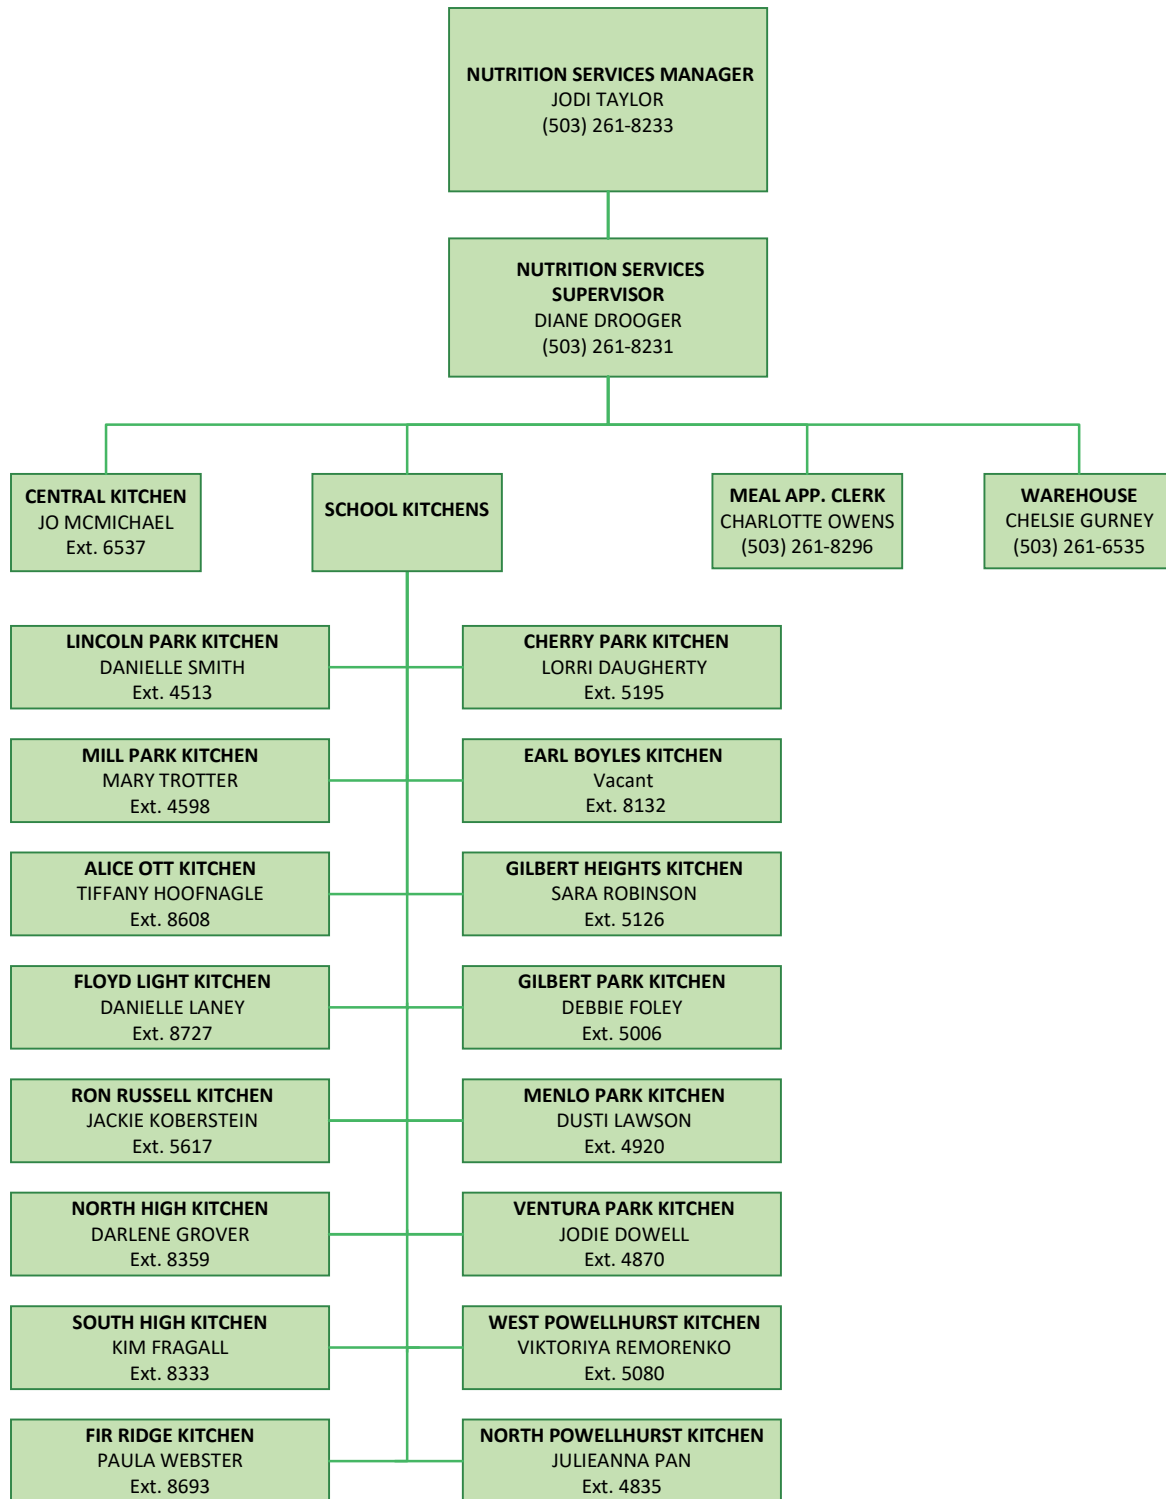 NUTRITION SERVICES MANAGER
JODI TAYLOR
(503) 261-8233
NUTRITION SERVICES
SUPERVISOR
DIANE DROOGER
(503) 261-8231
CENTRAL KITCHEN
JO MCMICHAEL
Ext. 6537
SCHOOL KITCHENS
MEAL APP. CLERK
CHARLOTTE OWENS
(503) 261-8296
WAREHOUSE
CHELSIE GURNEY
(503) 261-6535
LINCOLN PARK KITCHEN
DANIELLE SMITH
Ext. 4513
CHERRY PARK KITCHEN
LORRI DAUGHERTY
Ext. 5195
MILL PARK KITCHEN
MARY TROTTER
Ext. 4598
EARL BOYLES KITCHEN
Vacant
Ext. 8132
ALICE OTT KITCHEN
TIFFANY HOOFNAGLE
Ext. 8608
GILBERT HEIGHTS KITCHEN
SARA ROBINSON
Ext. 5126
FLOYD LIGHT KITCHEN
DANIELLE LANEY
Ext. 8727
GILBERT PARK KITCHEN
DEBBIE FOLEY
Ext. 5006
RON RUSSELL KITCHEN
JACKIE KOBERSTEIN
Ext. 5617
MENLO PARK KITCHEN
DUSTI LAWSON
Ext. 4920
NORTH HIGH KITCHEN
DARLENE GROVER
Ext. 8359
VENTURA PARK KITCHEN
JODIE DOWELL
Ext. 4870
SOUTH HIGH KITCHEN
KIM FRAGALL
Ext. 8333
WEST POWELLHURST KITCHEN
VIKTORIYA REMORENKO
Ext. 5080
FIR RIDGE KITCHEN
PAULA WEBSTER
Ext. 8693
NORTH POWELLHURST KITCHEN
JULIEANNA PAN
Ext. 4835